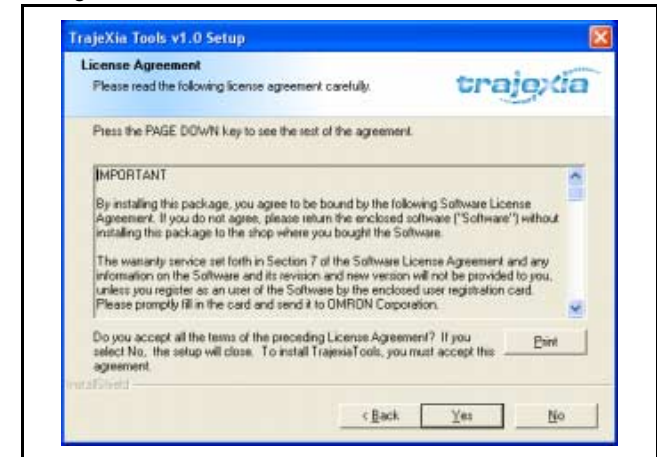 TrajeXia Tools v1.0 Setup
License Agreement
Please read the following license agreement carefully.
trajexia
Press the PAGE DOWN key to see the rest of the agreement.
IMPORTANT
By installing this package, you agree to be bound by the following Software License
Agreement. If you do not agree, please return the enclosed software ("Software") without
installing this package to the shop where you bought the Software.
The warranty service set forth in Section 7 of the Software License Agreement and any
information on the Software and its revision and new version will not be provided to you,
unless you register as an user of the Software by the enclosed user registration card.
Please promptly fill in the card and send it to OMRON Corporation.
Do you accept all the terms of the preceding License Agreement? If you
select No, the setup will close. To install TrajexiaTools, you must accept this
agreement.
Print
InstallShield
< Back
Yes
No